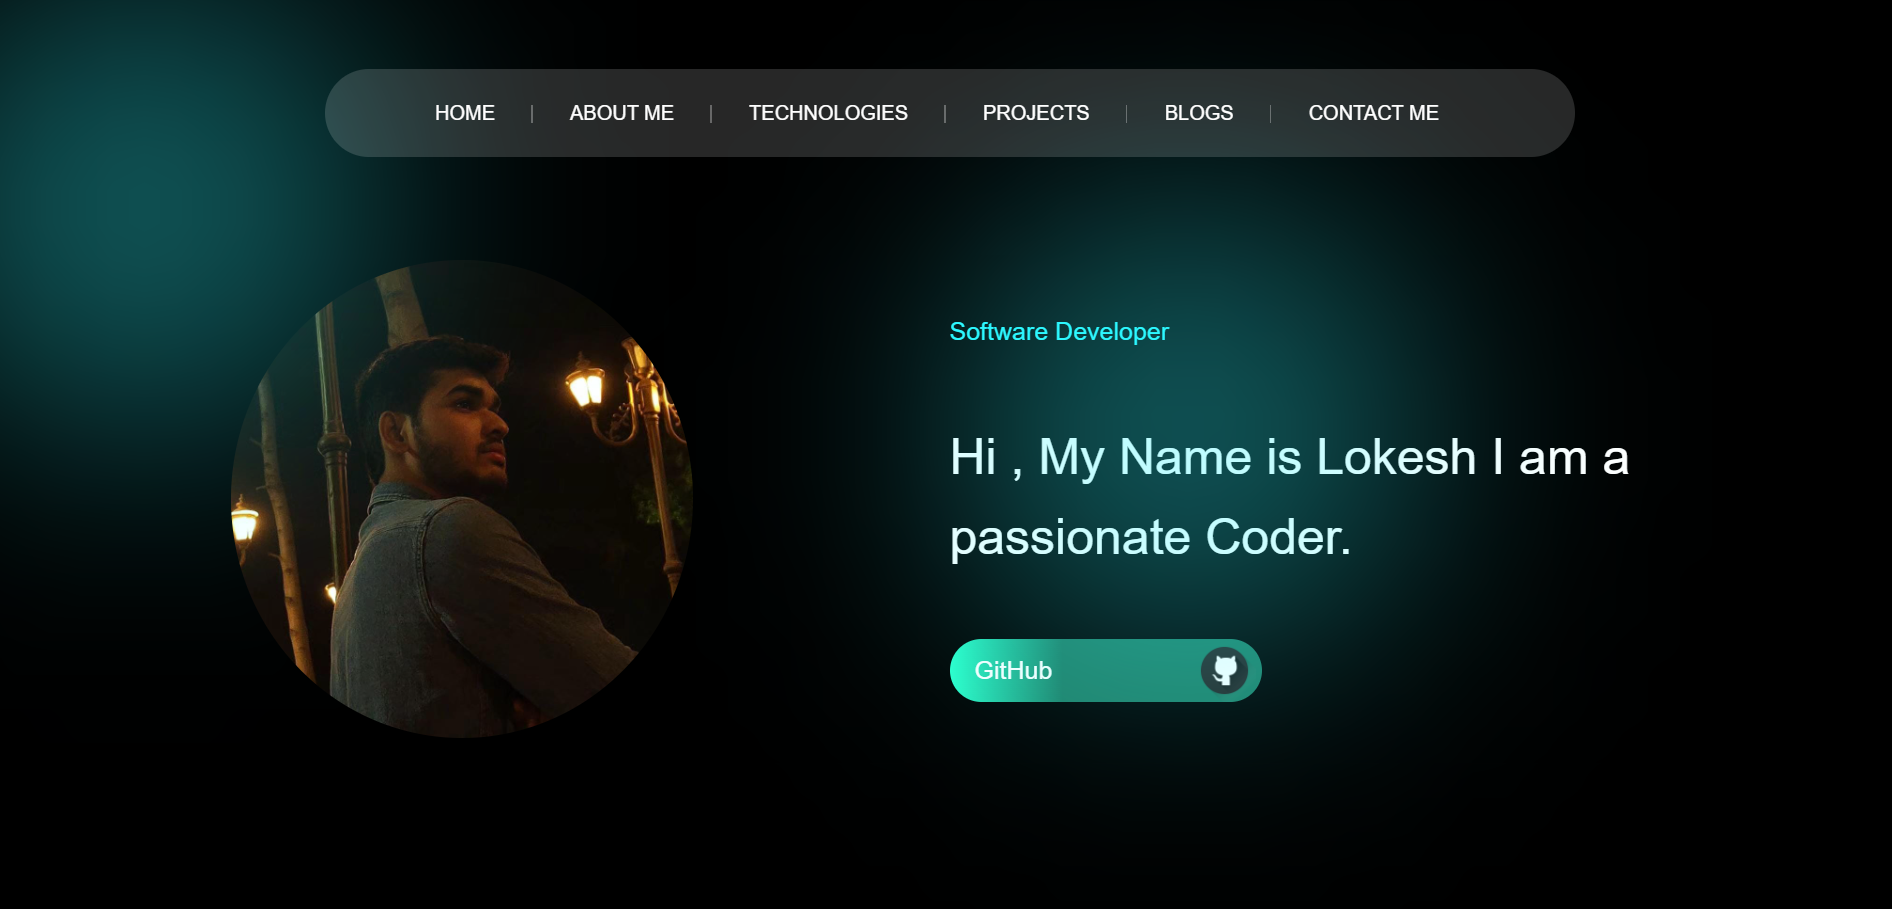 HOME | ABOUT ME | TECHNOLOGIES | PROJECTS | BLOGS | CONTACT ME
Software Developer
Hi , My Name is Lokesh I am a
passionate Coder.
GitHub